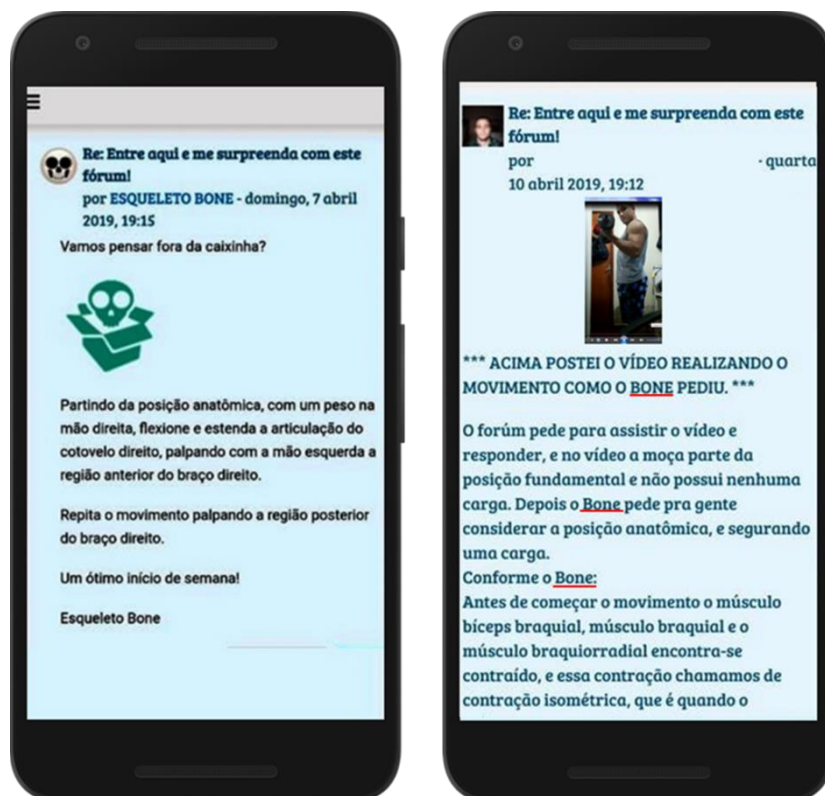 Re: Entre aqui e me surpreenda com este
fórum!
por ESQUELETO BONE - domingo, 7 abril
2019, 19:15
Vamos pensar fora da caixinha?
Partindo da posição anatômica, com um peso na
mão direita, flexione e estenda a articulação do
cotovelo direito, palpando com a mão esquerda a
região anterior do braço direito.
Repita o movimento palpando a região posterior
do braço direito.
Um ótimo início de semana!
Esqueleto Bone
Re: Entre aqui e me surpreenda com este
fórum!
por - quarta
10 abril 2019, 19:12
*** ACIMA POSTEI O VÍDEO REALIZANDO O
MOVIMENTO COMO O BONE PEDIU. ***
O forúm pede para assistir o vídeo e
responder, e no vídeo a moça parte da
posição fundamental e não possui nenhuma
carga. Depois o Bone pede pra gente
considerar a posição anatômica, e segurando
uma carga.
Conforme o Bone:
Antes de começar o movimento o músculo
bíceps braquial, músculo braquial e o
músculo braquiorradial encontra-se
contraído, e essa contração chamamos de
contração isométrica, que é quando o